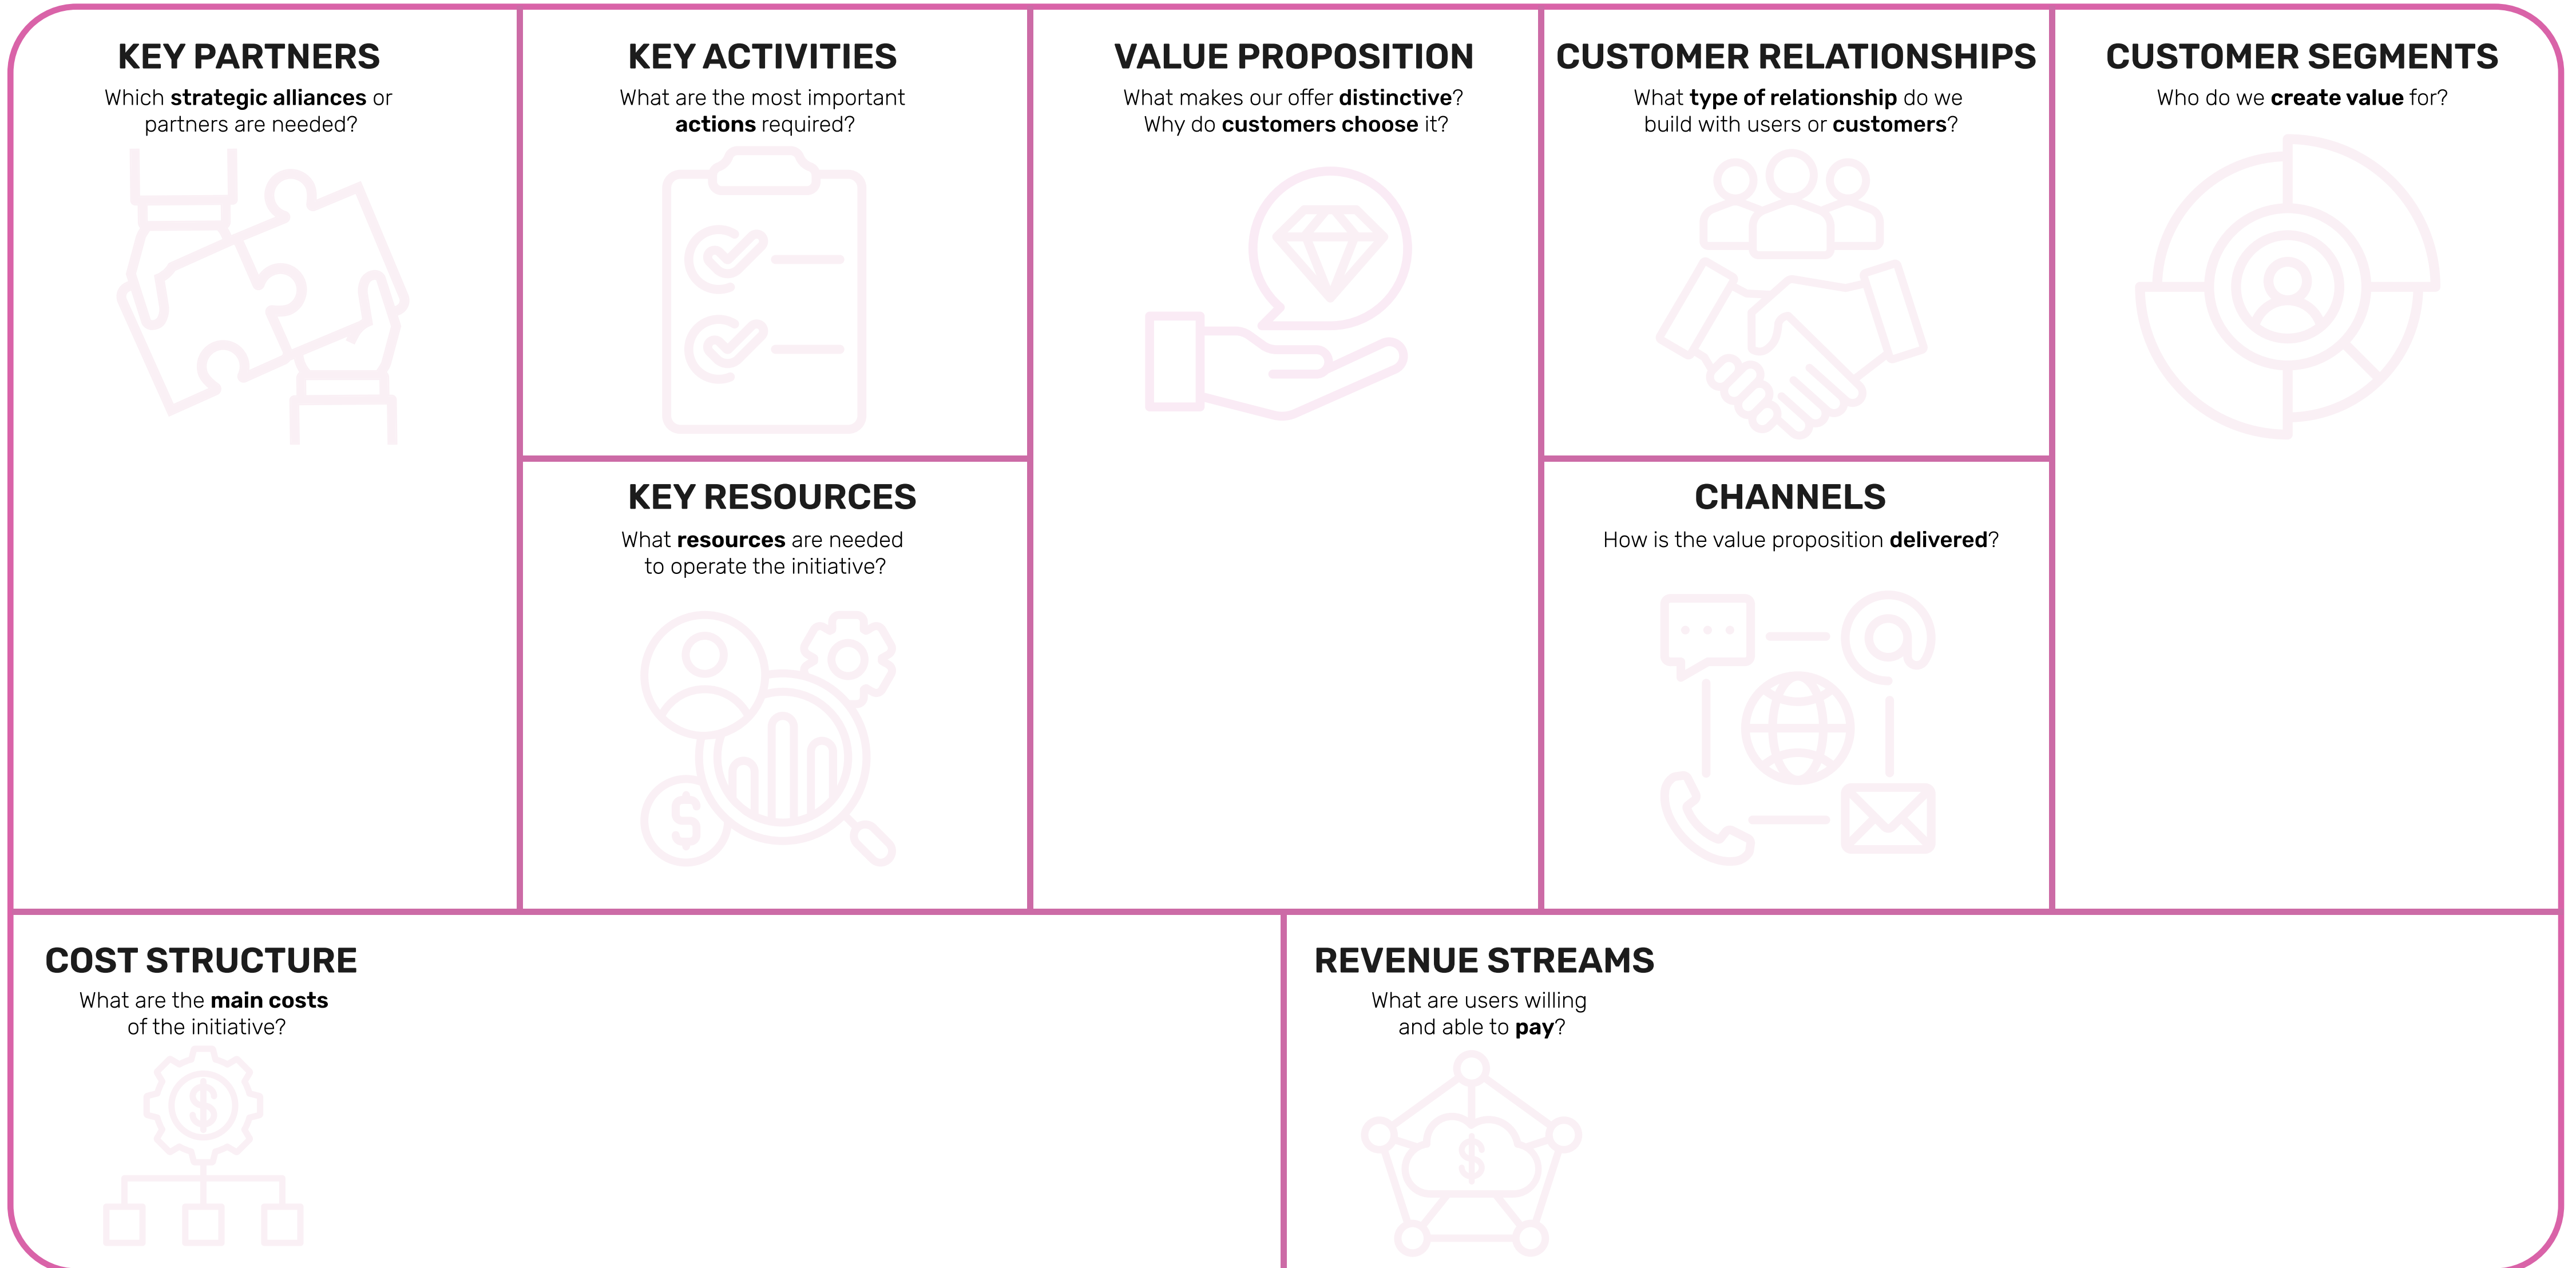 KEY PARTNERS
Which strategic alliances or
partners are needed?
KEY ACTIVITIES
What are the most important
actions required?
KEY RESOURCES
What resources are needed
to operate the initiative?
VALUE PROPOSITION
What makes our offer distinctive?
Why do customers choose it?
CUSTOMER RELATIONSHIPS
What type of relationship do we
build with users or customers?
CHANNELS
How is the value proposition delivered?
CUSTOMER SEGMENTS
Who do we create value for?
COST STRUCTURE
What are the main costs
of the initiative?
REVENUE STREAMS
What are users willing
and able to pay?